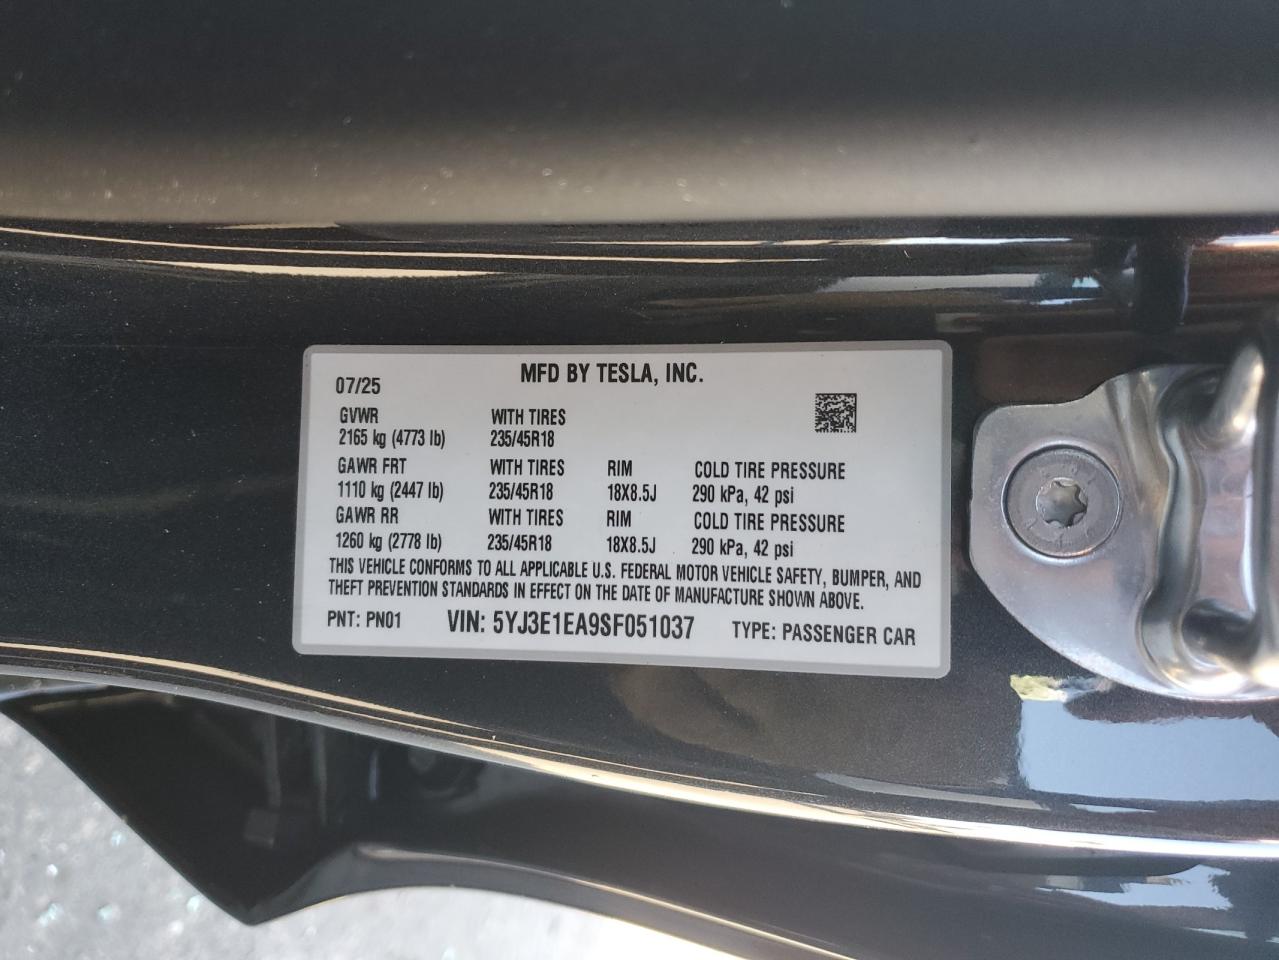 MFD BY TESLA, INC.
07/25
GVWR WITH TIRES
2165 kg (4773 lb) 235/45R18
GAWR FRT WITH TIRES RIM COLD TIRE PRESSURE
1110 kg (2447 lb) 235/45R18 18X8.5J 290 kPa, 42 psi
GAWR RR WITH TIRES RIM COLD TIRE PRESSURE
1260 kg (2778 lb) 235/45R18 18X8.5J 290 kPa, 42 psi
THIS VEHICLE CONFORMS TO ALL APPLICABLE U.S. FEDERAL MOTOR VEHICLE SAFETY, BUMPER, AND
THEFT PREVENTION STANDARDS IN EFFECT ON THE DATE OF MANUFACTURE SHOWN ABOVE.
PNT: PN01 VIN: 5YJ3E1EA9SF051037 TYPE: PASSENGER CAR